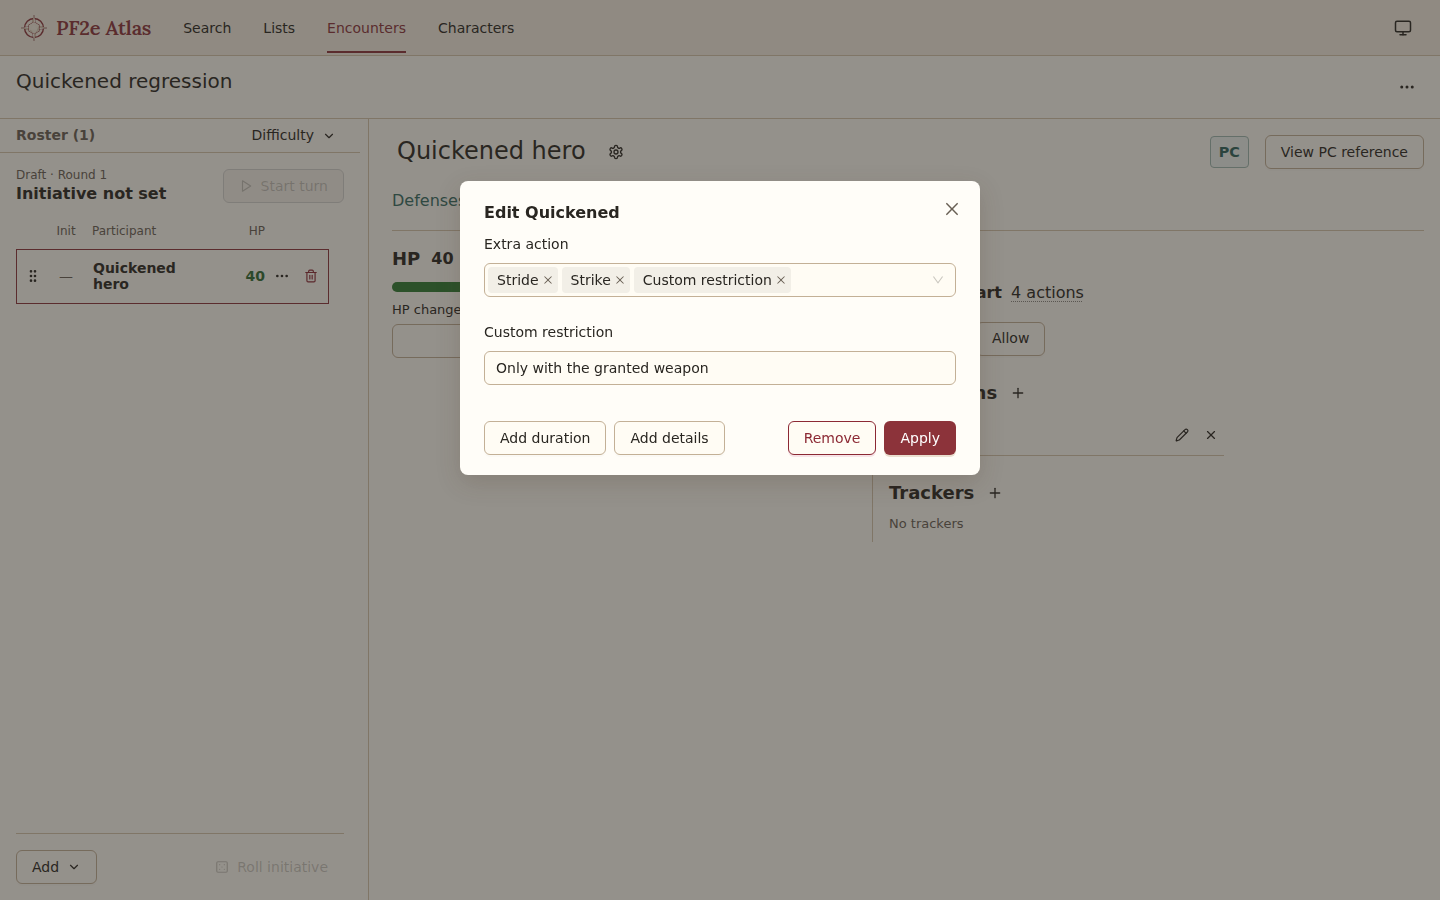 PF2e Atlas
Search
Lists
Encounters
Characters
Quickened regression
Roster (1)
Difficulty
Draft · Round 1
Initiative not set
Start turn
Init
Participant
HP
—
Quickened
hero
40
Add
Roll initiative
Quickened hero
PC
View PC reference
Defenses
HP 40
HP change
4 actions
Allow
Trackers
No trackers
Edit Quickened
Extra action
Stride
Strike
Custom restriction
Custom restriction
Only with the granted weapon
Add duration
Add details
Remove
Apply